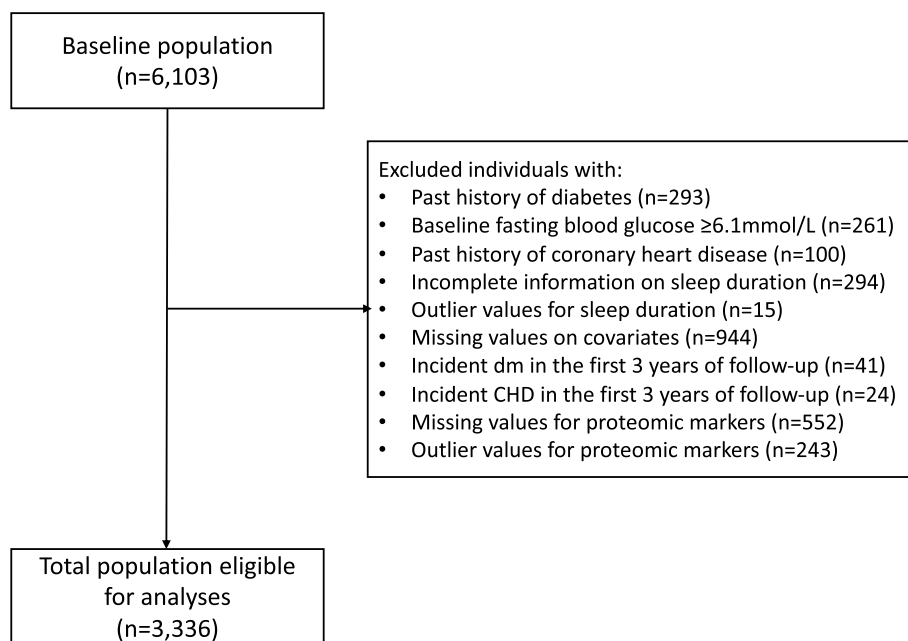 Baseline population
(n=6,103)
Excluded individuals with:
• Past history of diabetes (n=293)
• Baseline fasting blood glucose ≥6.1mmol/L (n=261)
• Past history of coronary heart disease (n=100)
• Incomplete information on sleep duration (n=294)
• Outlier values for sleep duration (n=15)
• Missing values on covariates (n=944)
• Incident dm in the first 3 years of follow-up (n=41)
• Incident CHD in the first 3 years of follow-up (n=24)
• Missing values for proteomic markers (n=552)
• Outlier values for proteomic markers (n=243)
Total population eligible
for analyses
(n=3,336)